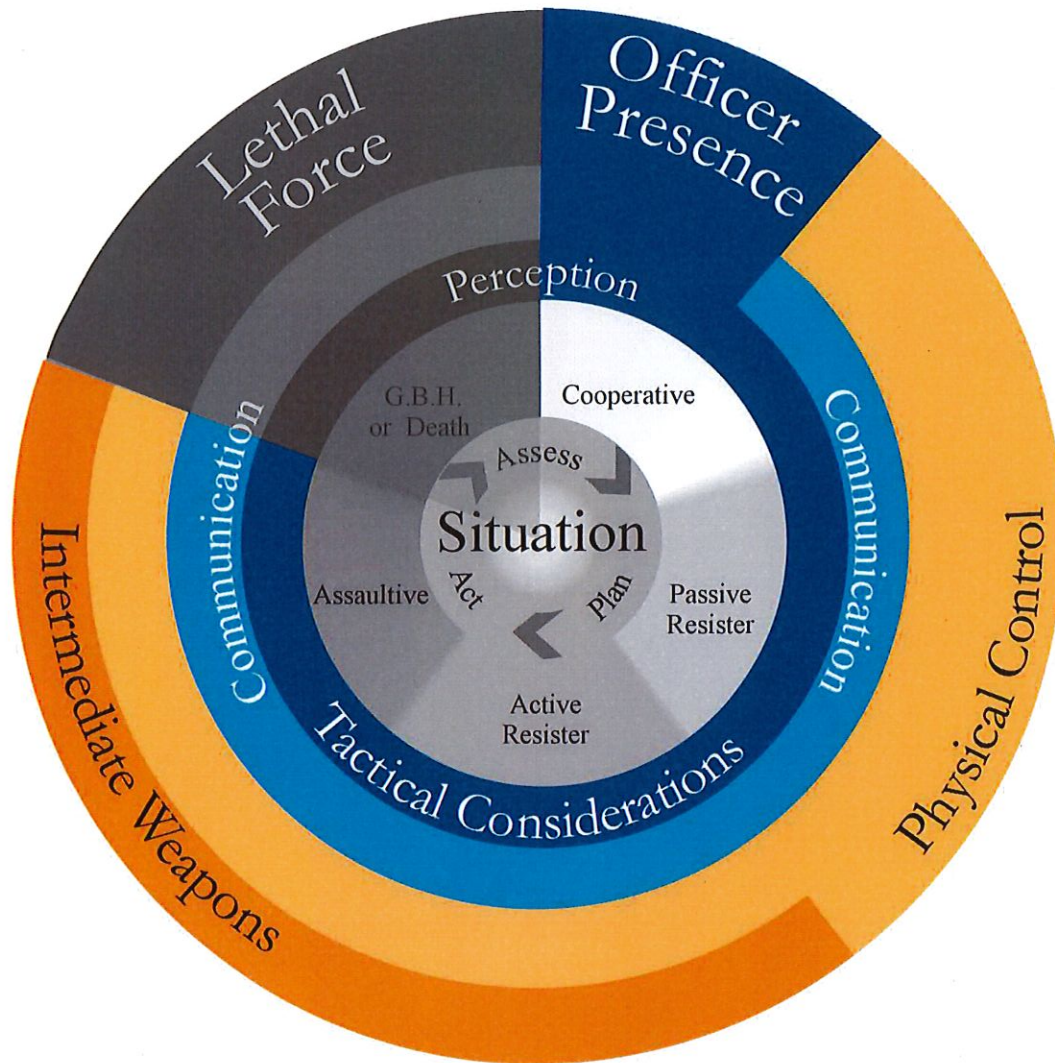 Lethal
Force
Officer
Presence
Perception
G.B.H.
or Death
Cooperative
Assess
Situation
Act
Plan
Assaultive
Passive
Resister
Active
Resister
Tactical Considerations
Communication
Communication
Intermediate Weapons
Physical Control